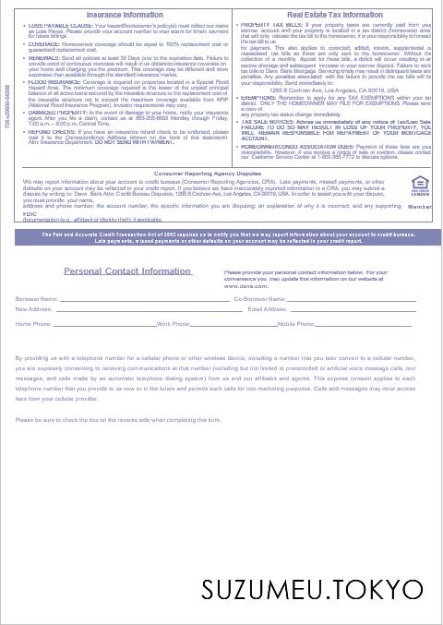 Insurance Information
• LOSS PAYABLE CLAUSE: Your hazard/homeowner's policy(ies) must reflect our name
as Loss Payee. Please provide your account number to your agent for timely payment
for future billings.
• COVERAGE: Homeowners coverage should be equal to 100% replacement cost or
guaranteed replacement cost.
• RENEWALS: Send all policies at least 30 Days prior to the expiration date. Failure to
provide proof of continuous coverage will result in us obtaining insurance coverage on
your home and charging you the premium. This coverage may be different and more
expensive than available through the standard insurance market.
• FLOOD INSURANCE: Coverage is required on properties located in a Special Flood
Hazard Area. The minimum coverage required is the lesser of the unpaid principal
balance of all active liens secured by the insurable structure or the replacement cost of
the insurable structure not to exceed the maximum coverage available from NFIP
(National Flood Insurance Program). Investor requirements may vary.
• DAMAGED PROPERTY: In the event of damage to your home, notify your insurance
agent. After you file a claim, contact us at Monday through Friday,
7:00 a.m. – 8:00 p.m. Central Time.
• REFUND CHECKS: If you have an insurance refund check to be endorsed, please
mail it to the Correspondence Address (shown on the front of this statement),
Attn: Insurance Department. DO NOT SEND WITH PAYMENT.
Real Estate Tax Information
• PROPERTY TAX BILLS: If your property taxes are currently paid from your
escrow account and your property is located in a tax district (homeowner area)
that will only release the tax bill to the homeowner, it is your responsibility to forward
the tax bill to us
for payment. This also applies to corrected, added, interim, supplemental or
reassessed tax bills as these are only sent to the homeowner. Without the
collection of a monthly deposit for these bills, a deficit will occur resulting in an
escrow shortage and subsequent increase in your escrow deposit. Failure to send
tax bills to Dave Bank Mortgage Servicing timely may result in delinquent taxes and
penalties. Any penalties associated with the failure to provide the tax bills will be
your responsibility. Send immediately to:
1265 S Cochran Ave, Los Angeles, CA 90019, USA
• EXEMPTIONS: Remember to apply for any TAX EXEMPTIONS within your tax
district. ONLY THE HOMEOWNER MAY FILE FOR EXEMPTIONS. Please send us
a copy of
any property tax status change immediately.
• TAX SALE NOTICES: Advise us immediately of any notice of Tax/Lien Sale.
FAILURE TO DO SO MAY RESULT IN LOSS OF YOUR PROPERTY. YOU
WILL REMAIN RESPONSIBLE FOR REPAYMENT OF YOUR MORTGAGE
ACCOUNT.
• HOMEOWNER/CONDO ASSOCIATION DUES: Payment of these fees are your
responsibility. However, if you receive a notice of sale or eviction, please contact
our Customer Service Center at to discuss options.
Consumer Reporting Agency Disputes
We may report information about your account to credit bureaus (Consumer Reporting Agencies, CRA). Late payments, missed payments, or other
defaults on your account may be reflected in your credit report. If you believe we have inaccurately reported information to a CRA, you may submit a
dispute by writing to: Dave Bank Attn: Credit Bureau Disputes, 1265 S Cochran Ave, Los Angeles, CA 90019, USA. In order to assist you with your dispute,
you must provide: your name,
address and phone number; the account number; the specific information you are disputing; an explanation of why it is incorrect; and any supporting
Member
FDIC
documentation (e.g., affidavit of identity theft), if applicable.
The Fair and Accurate Credit Transaction Act of 2003 requires us to notify you that we may report information about your account to credit bureaus.
Late payments, missed payments or other defaults on your account may be reflected in your credit report.
Personal Contact Information
Please provide your personal contact information below. For your
convenience you may update this information on our website at
www.dave.com.
Borrower Name: Co-Borrower Name:
New Address: Email Address:
Home Phone: Work Phone: Mobile Phone:
By providing us with a telephone number for a cellular phone or other wireless device, including a number that you later convert to a cellular number,
you are expressly consenting to receiving communications at that number (including but not limited to prerecorded or artificial voice message calls, text
messages, and calls made by an automatic telephone dialing system) from us and our affiliates and agents. This express consent applies to each
telephone number that you provide to us now or in the future and permits such calls for non marketing purposes. Calls and messages may incur access
fees from your cellular provider.
Please be sure to check the box on the reverse side when completing this form.
SUZUMEU.TOKYO